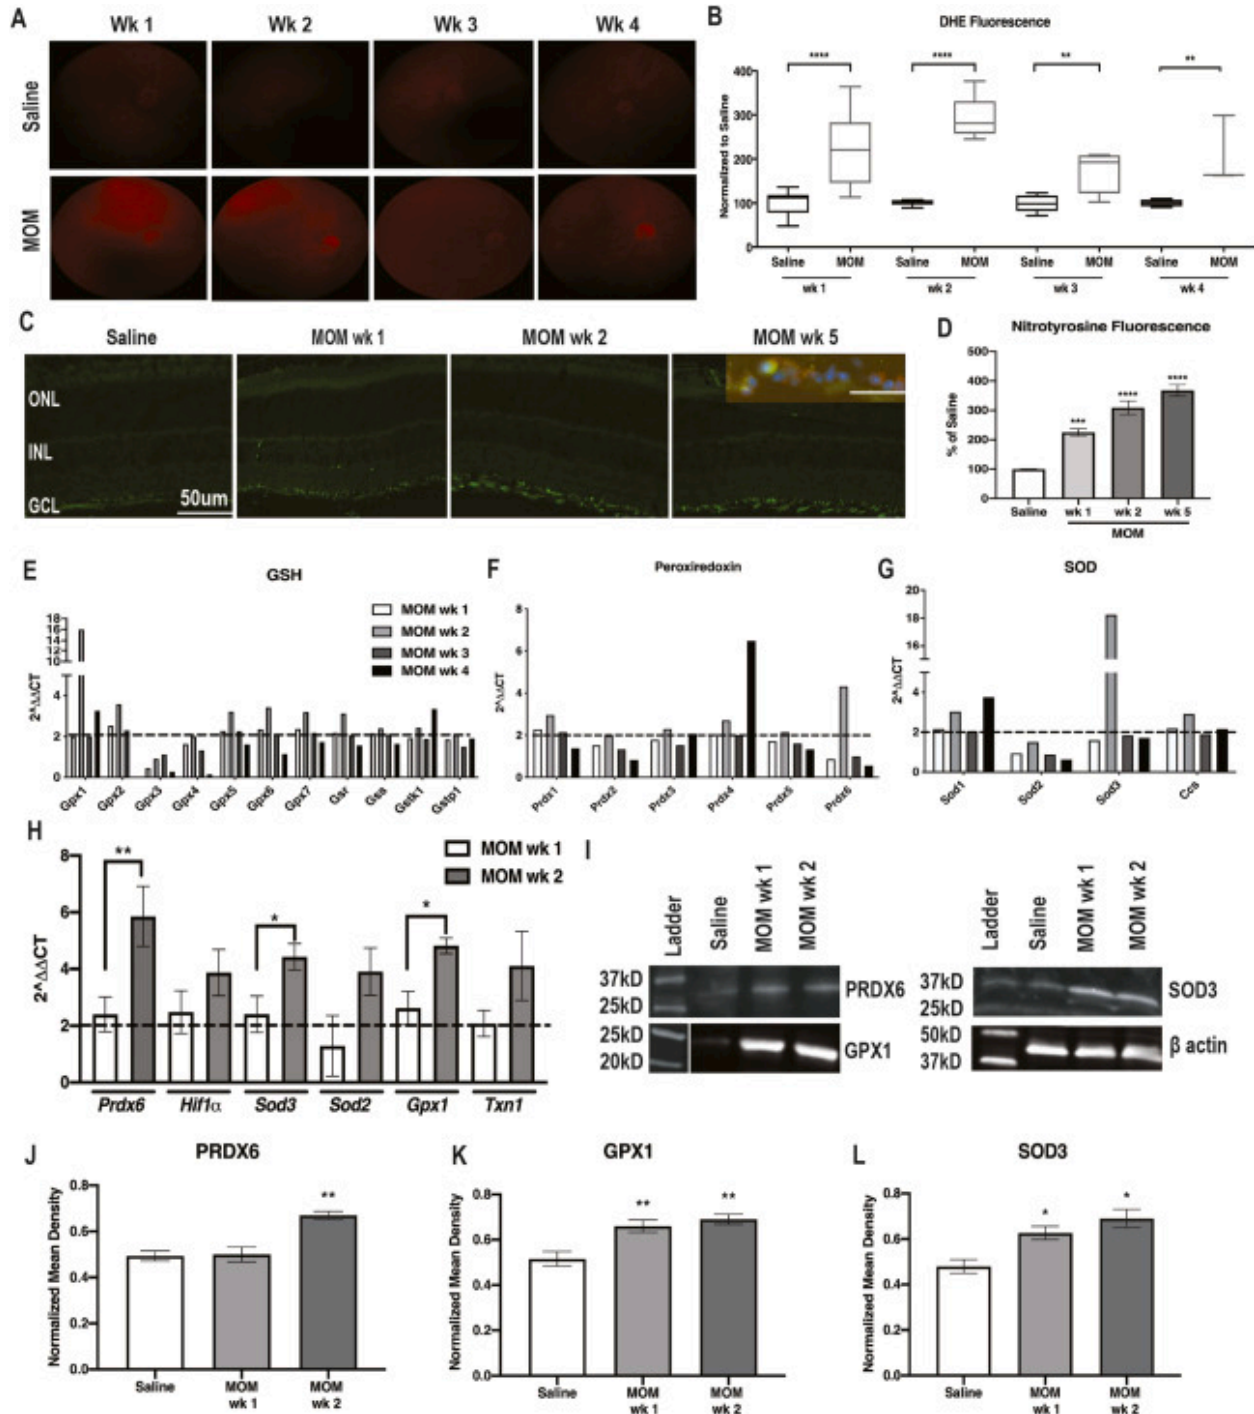 A
Wk 1 Wk 2 Wk 3 Wk 4
Saline
MOM
B
DHE Fluorescence
**** **** ** **
Normalized to Saline
400
300
200
100
0
Saline MOM Saline MOM Saline MOM Saline MOM
wk 1 wk 2 wk 3 wk 4
C
Saline MOM wk 1 MOM wk 2 MOM wk 5
ONL
INL
GCL
50um
D
Nitrotyrosine Fluorescence
% of Saline
500
400
300
200
100
0
*** **** ****
Saline wk 1 wk 2 wk 5
MOM
E
GSH
MOM wk 1
MOM wk 2
MOM wk 3
MOM wk 4
2^ΔΔCT
18
16
14
12
10
4
2
0
Gpx1 Gpx2 Gpx3 Gpx4 Gpx5 Gpx6 Gpx7 Gsr Gss Gstk1 Gstp1
F
Peroxiredoxin
2^ΔΔCT
8
6
4
2
0
Prdx1 Prdx2 Prdx3 Prdx4 Prdx5 Prdx6
G
SOD
2^ΔΔCT
20
18
16
14
12
10
4
2
0
Sod1 Sod2 Sod3 Ccs
H
MOM wk 1
MOM wk 2
2^ΔΔCT
8
6
4
2
0
** * *
Prdx6 Hif1α Sod3 Sod2 Gpx1 Txn1
I
Ladder Saline MOM wk 1 MOM wk 2
37kD
25kD
PRDX6
25kD
20kD
GPX1
Ladder Saline MOM wk 1 MOM wk 2
37kD
25kD
SOD3
50kD
37kD
β actin
J
PRDX6
Normalized Mean Density
0.8
0.6
0.4
0.2
0.0
**
Saline MOM wk 1 MOM wk 2
K
GPX1
Normalized Mean Density
0.8
0.6
0.4
0.2
0.0
** **
Saline MOM wk 1 MOM wk 2
L
SOD3
Normalized Mean Density
0.8
0.6
0.4
0.2
0.0
* *
Saline MOM wk 1 MOM wk 2